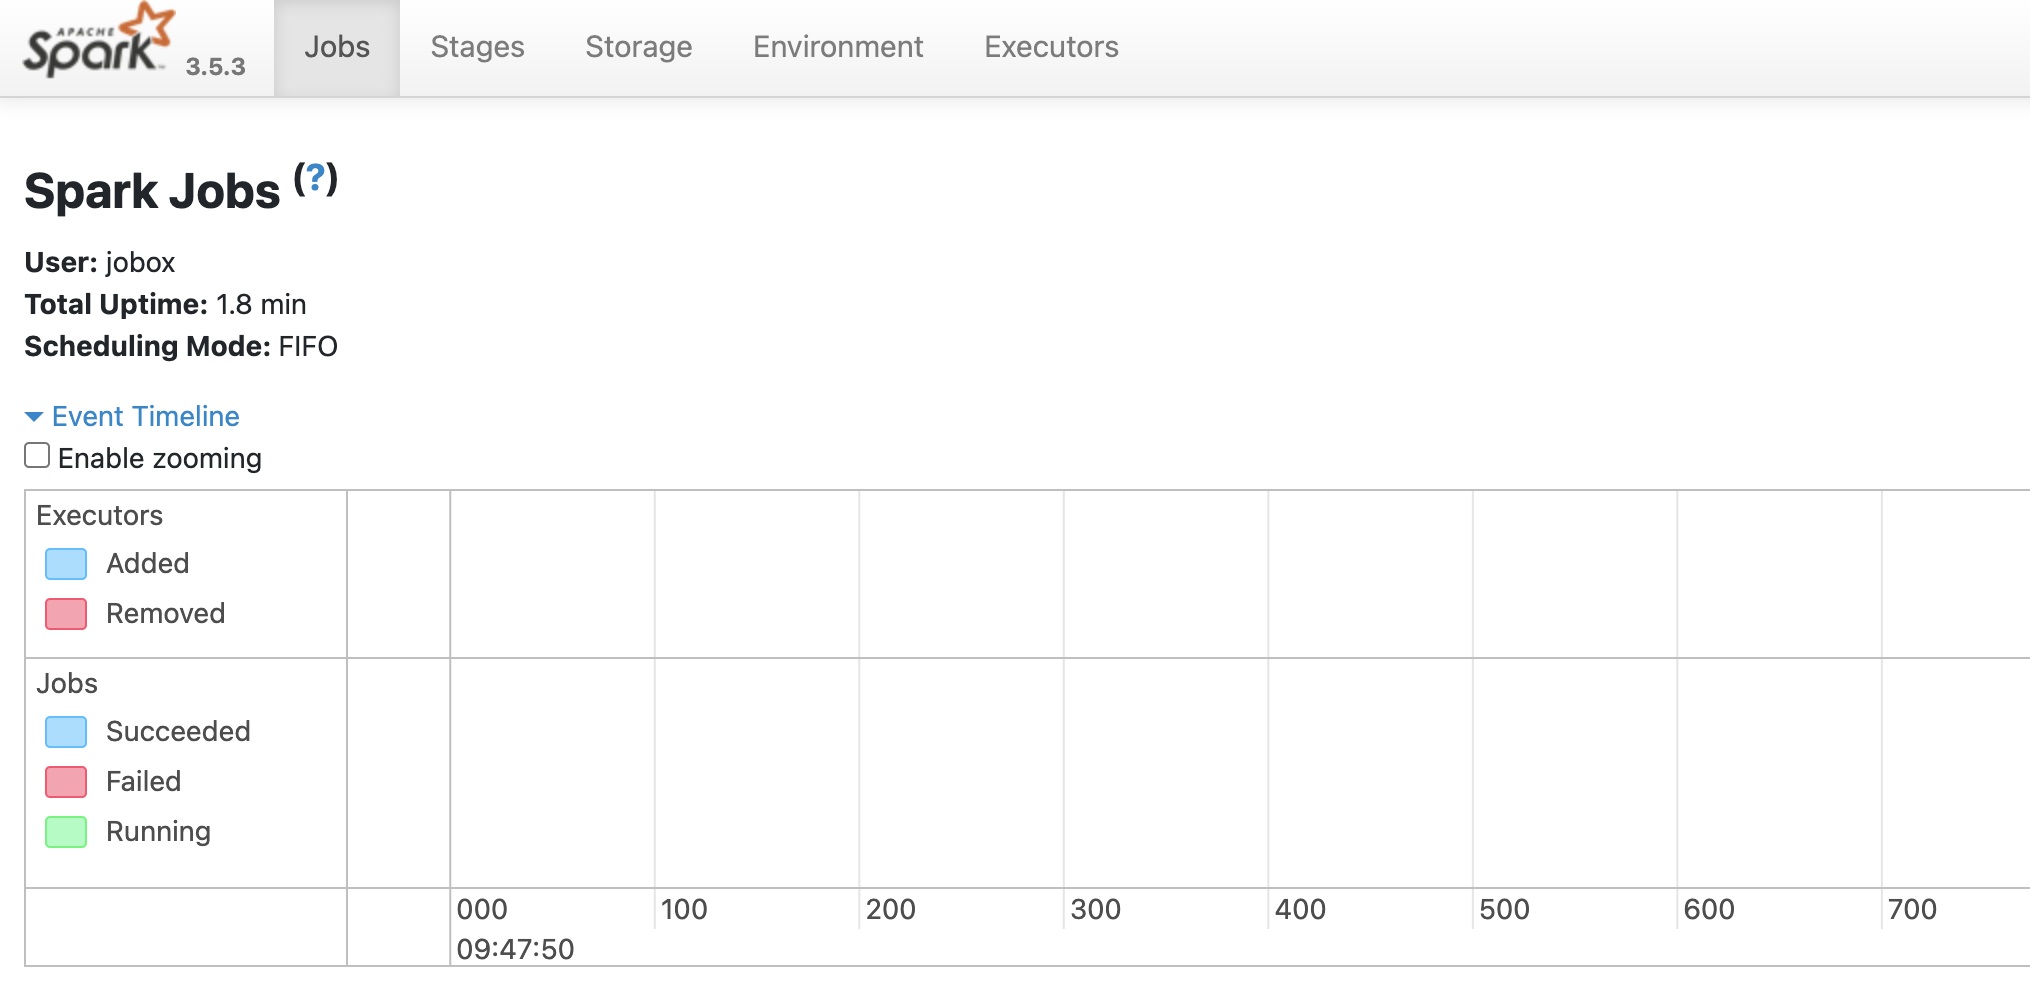 APACHE
Spark™ 3.5.3 Jobs Stages Storage Environment Executors
Spark Jobs (?)
User: jobox
Total Uptime: 1.8 min
Scheduling Mode: FIFO
Event Timeline
Enable zooming
Executors
Added
Removed
Jobs
Succeeded
Failed
Running
000 100 200 300 400 500 600 700
09:47:50